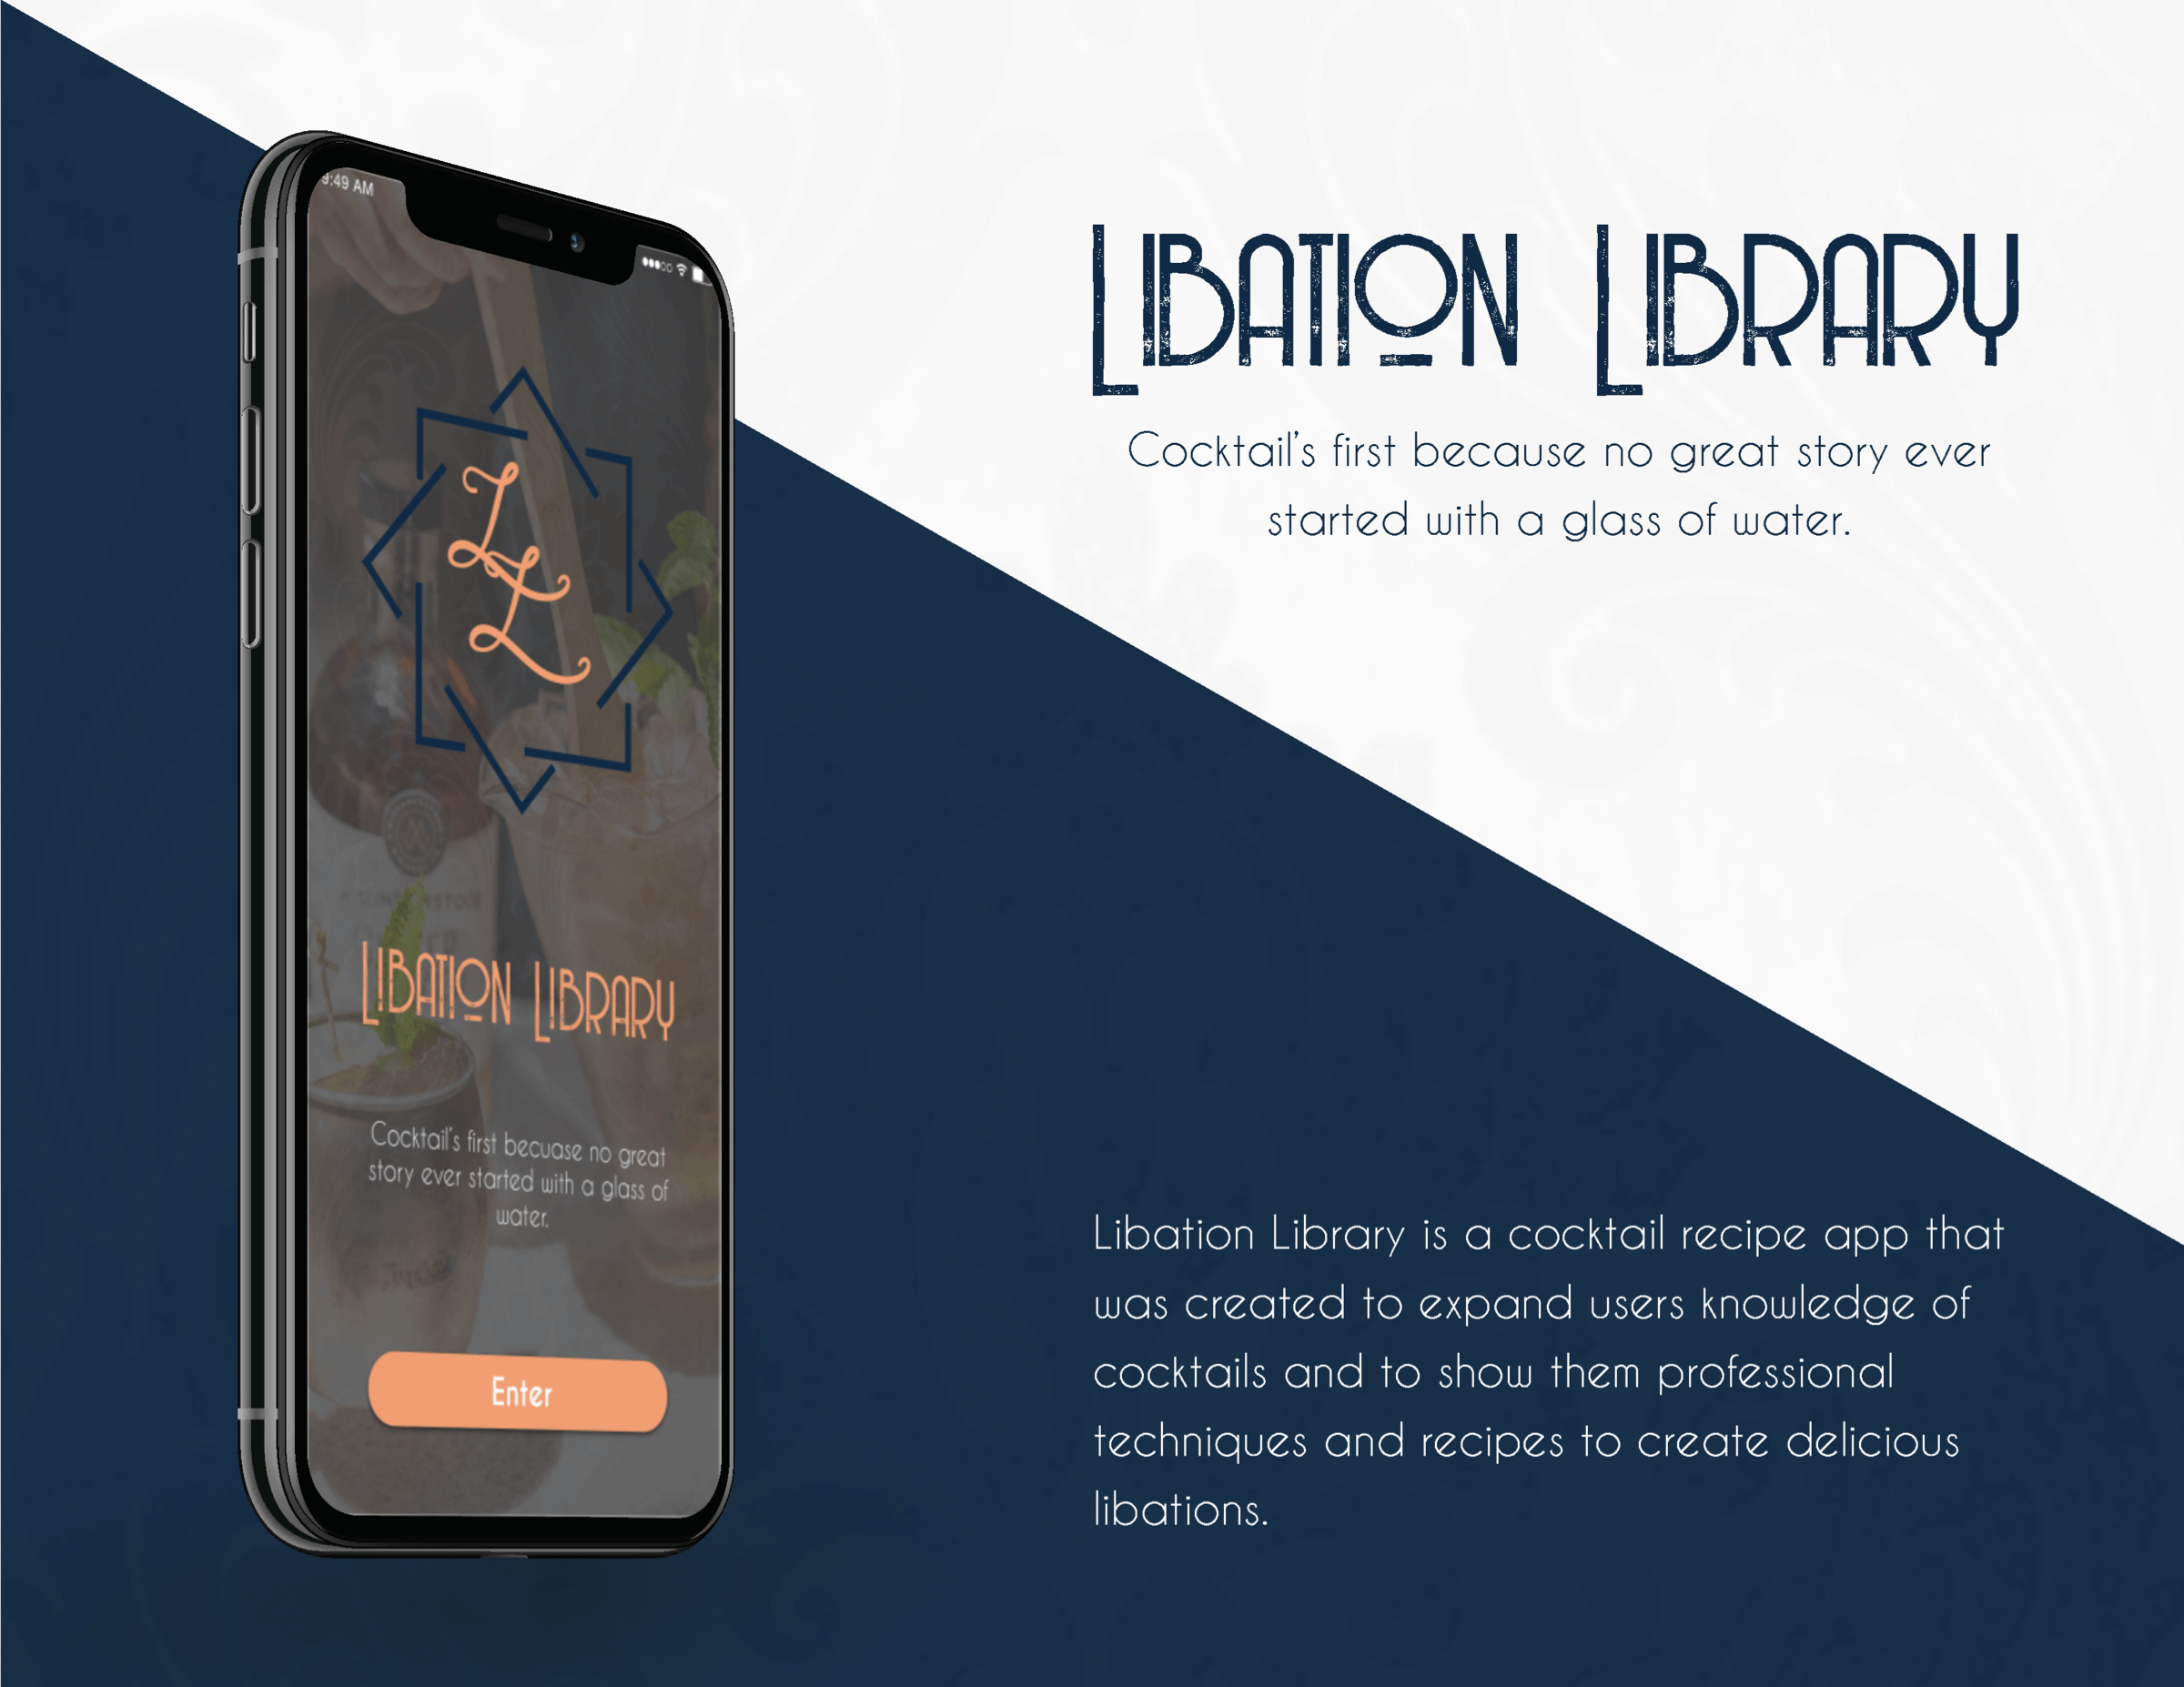 9:49 AM
LL
LIBATION LIBRARY
Cocktail's first becuase no great
story ever started with a glass of
water.
Enter
LIBATION LIBRARY
Cocktail's first because no great story ever
started with a glass of water.
Libation Library is a cocktail recipe app that
was created to expand users knowledge of
cocktails and to show them professional
techniques and recipes to create delicious
libations.